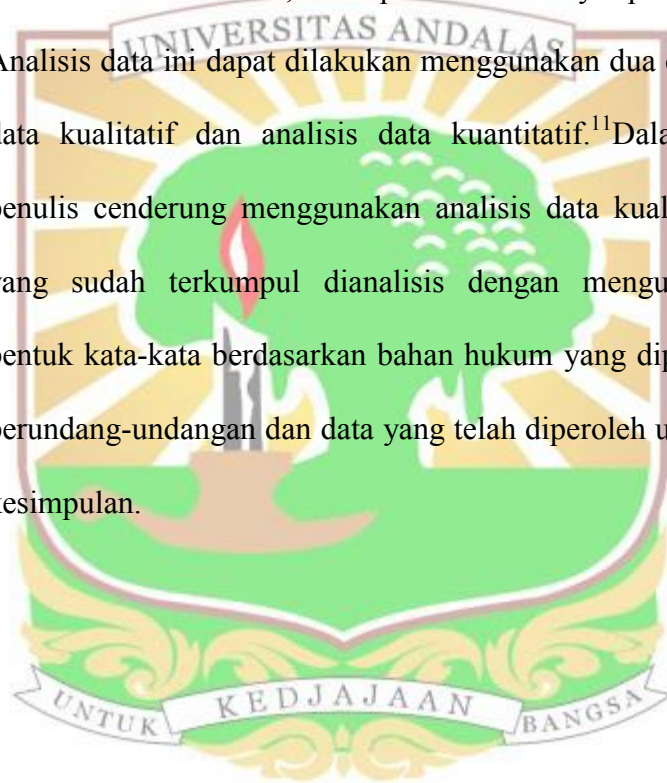 UNIVERSITAS ANDALAS
Analisis data ini dapat dilakukan menggunakan dua
data kualitatif dan analisis data kuantitatif.11Dala
penulis cenderung menggunakan analisis data kual
yang sudah terkumpul dianalisis dengan mengu
bentuk kata-kata berdasarkan bahan hukum yang dip
perundang-undangan dan data yang telah diperoleh u
kesimpulan.
UNTUK KEDJAJAAN BANGSA